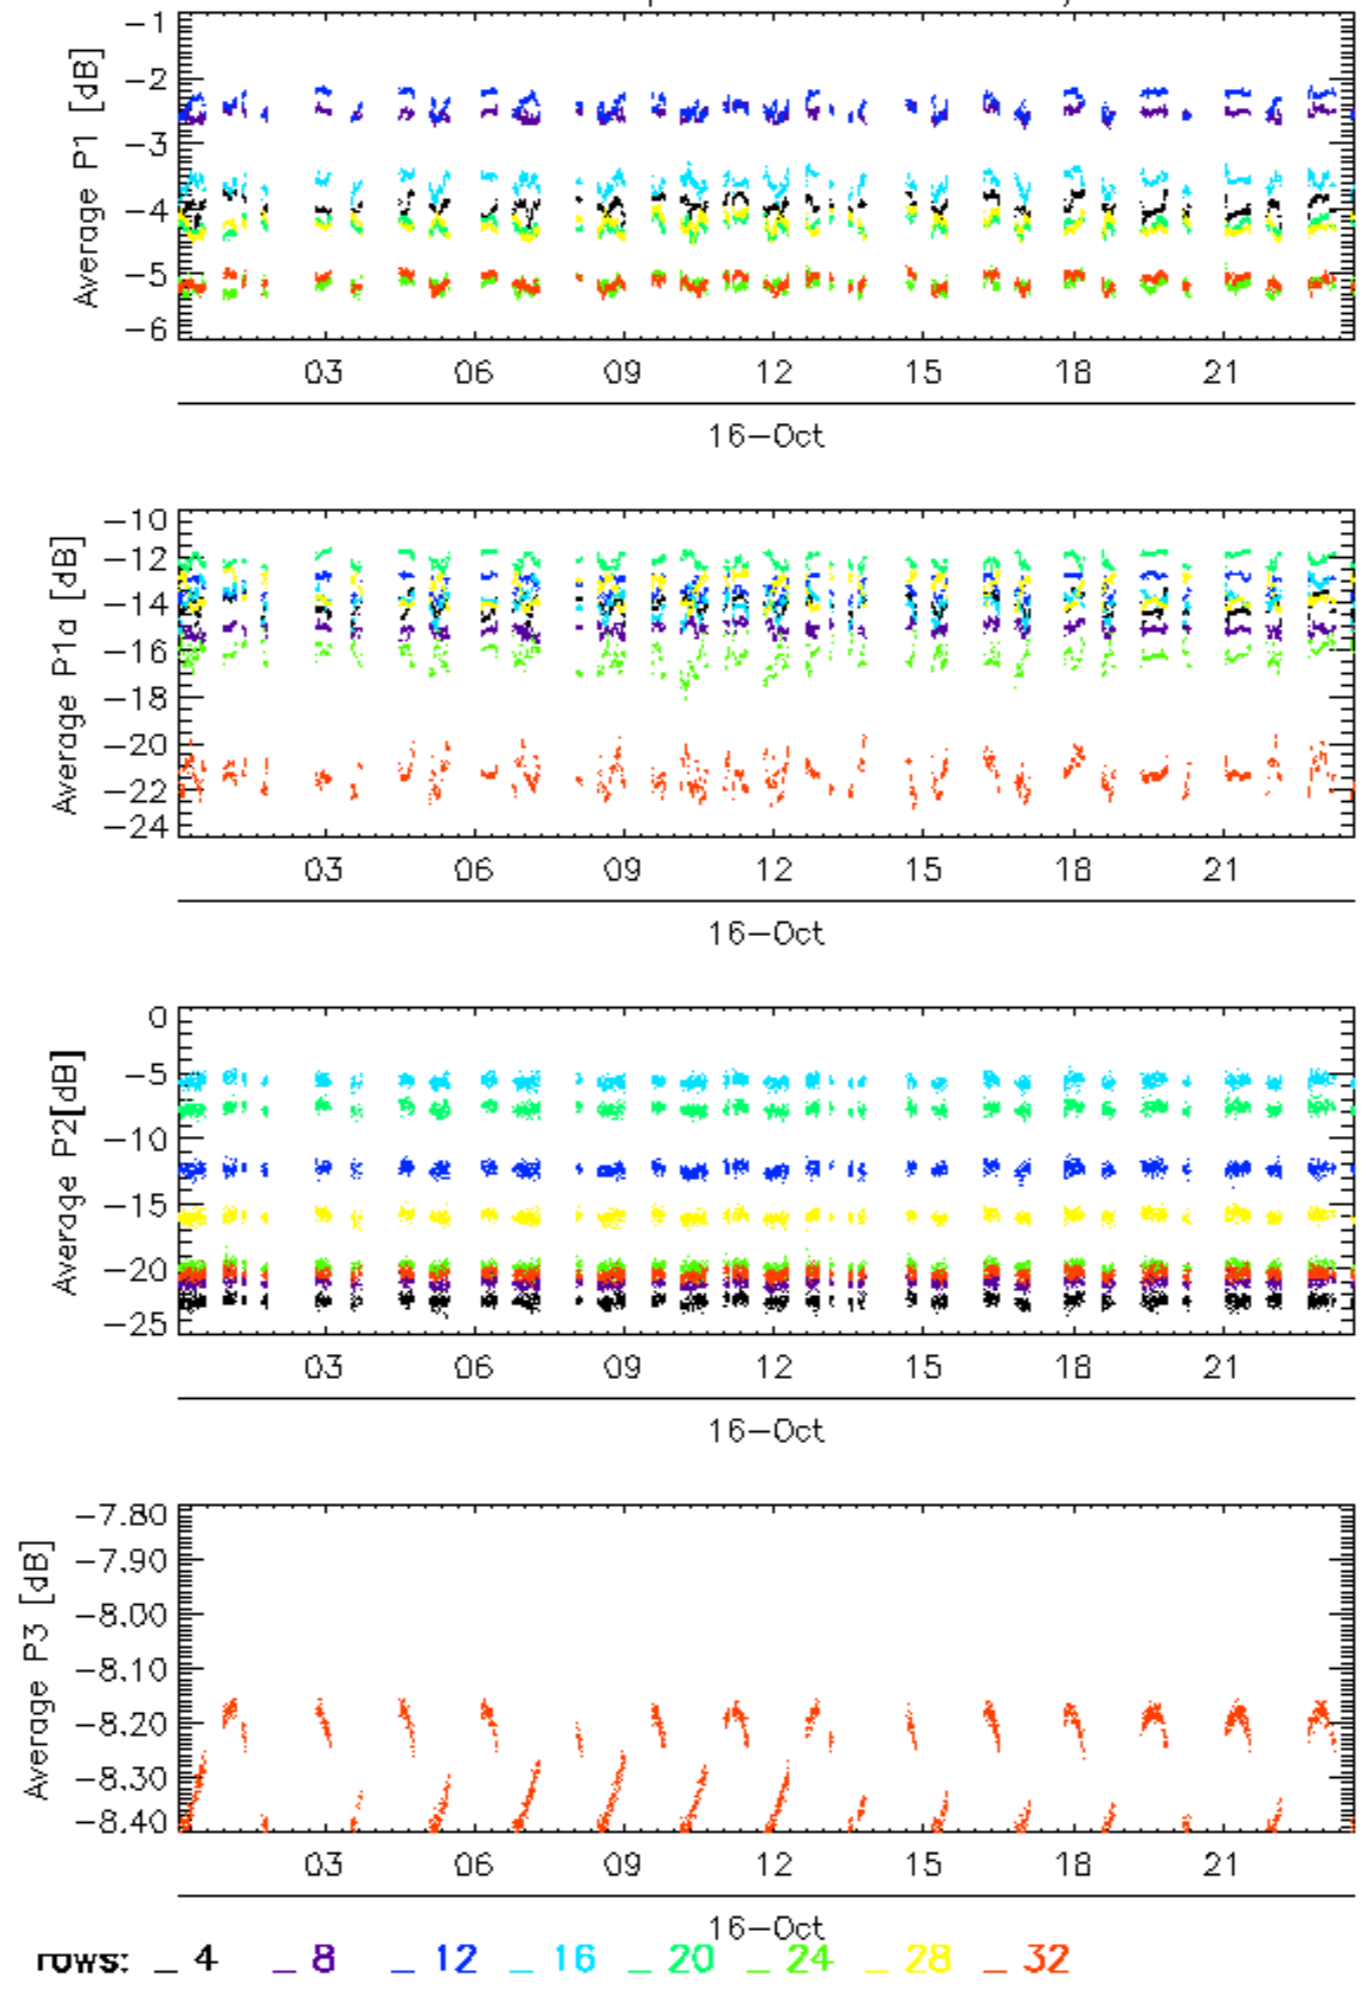 −1
−2
−3
−4
−5
−6
Average P1 [dB]
03 06 09 12 15 18 21
16−Oct
−10
−12
−14
−16
−18
−20
−22
−24
Average P1a [dB]
03 06 09 12 15 18 21
16−Oct
0
−5
−10
−15
−20
−25
Average P2[dB]
03 06 09 12 15 18 21
16−Oct
−7.80
−7.90
−8.00
−8.10
−8.20
−8.30
−8.40
Average P3 [dB]
03 06 09 12 15 18 21
16−Oct
rows: _ 4 _ 8 _ 12 _ 16 _ 20 _ 24 _ 28 _ 32